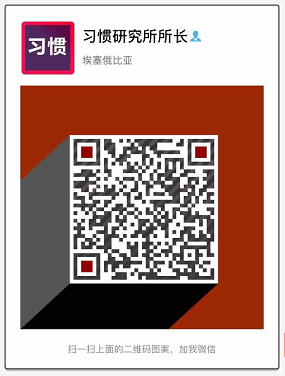 习惯
习惯研究所所长
埃塞俄比亚
扫一扫上面的二维码图案，加我微信